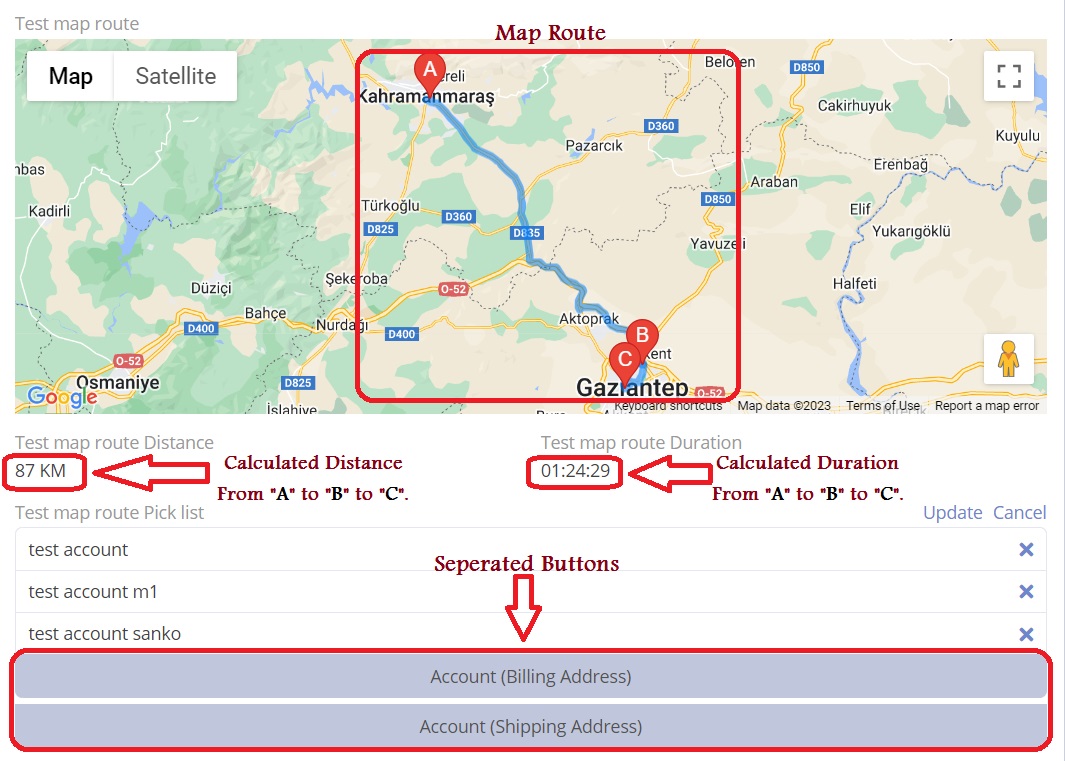 Test map route
Map Route
Map
Satellite
A
ereli
Kahramanmaraş
Beloren
D850
Cakirhuyuk
Kuyulu
D360
Pazarcık
Erenbağ
nbas
Araban
Kadirli
Türkoğlu
D360
D850
Elif
D825
D835
Yukarıgöklü
Yavuzeli
Şekeroba
Halfeti
Düziçi
O-52
Bahçe
Aktoprak
Nurdağı
D400
D400
B
kent
C
O-52
Osmaniye
D825
Gaziantep
O-52
Google
İslahiye
Keyboard shortcuts
Map data ©2023
Terms of Use
Report a map error
Test map route Distance
Test map route Duration
87 KM
Calculated Distance
From "A" to "B" to "C".
01:24:29
Calculated Duration
From "A" to "B" to "C".
Test map route Pick list
Update Cancel
test account
Seperated Buttons
test account m1
test account sanko
Account (Billing Address)
Account (Shipping Address)